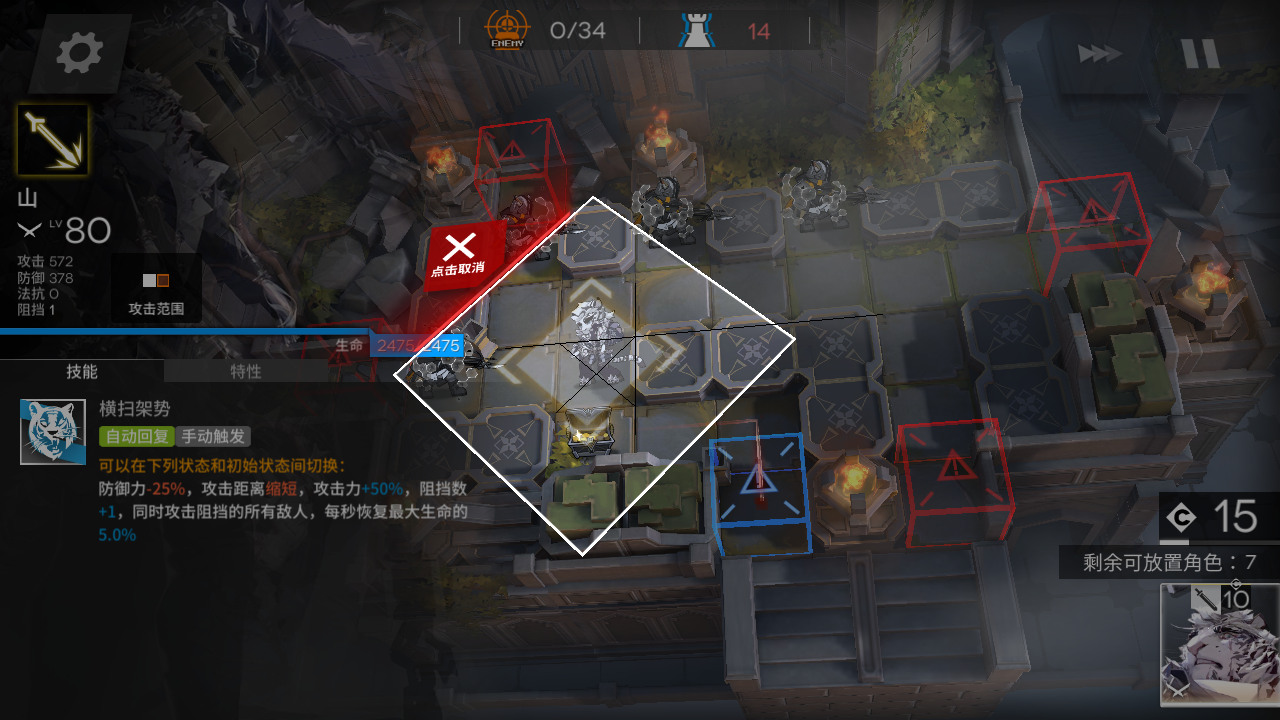 ENEMY
0/34
14
山
LV 80
攻击 572
防御 378
法抗 0
阻挡 1
攻击范围
点击取消
生命 2475/2475
技能
特性
横扫架势
自动回复 手动触发
可以在下列状态和初始状态间切换：
防御力-25%，攻击距离缩短，攻击力+50%，阻挡数
+1，同时攻击阻挡的所有敌人，每秒恢复最大生命的
5.0%
15
剩余可放置角色：7
10